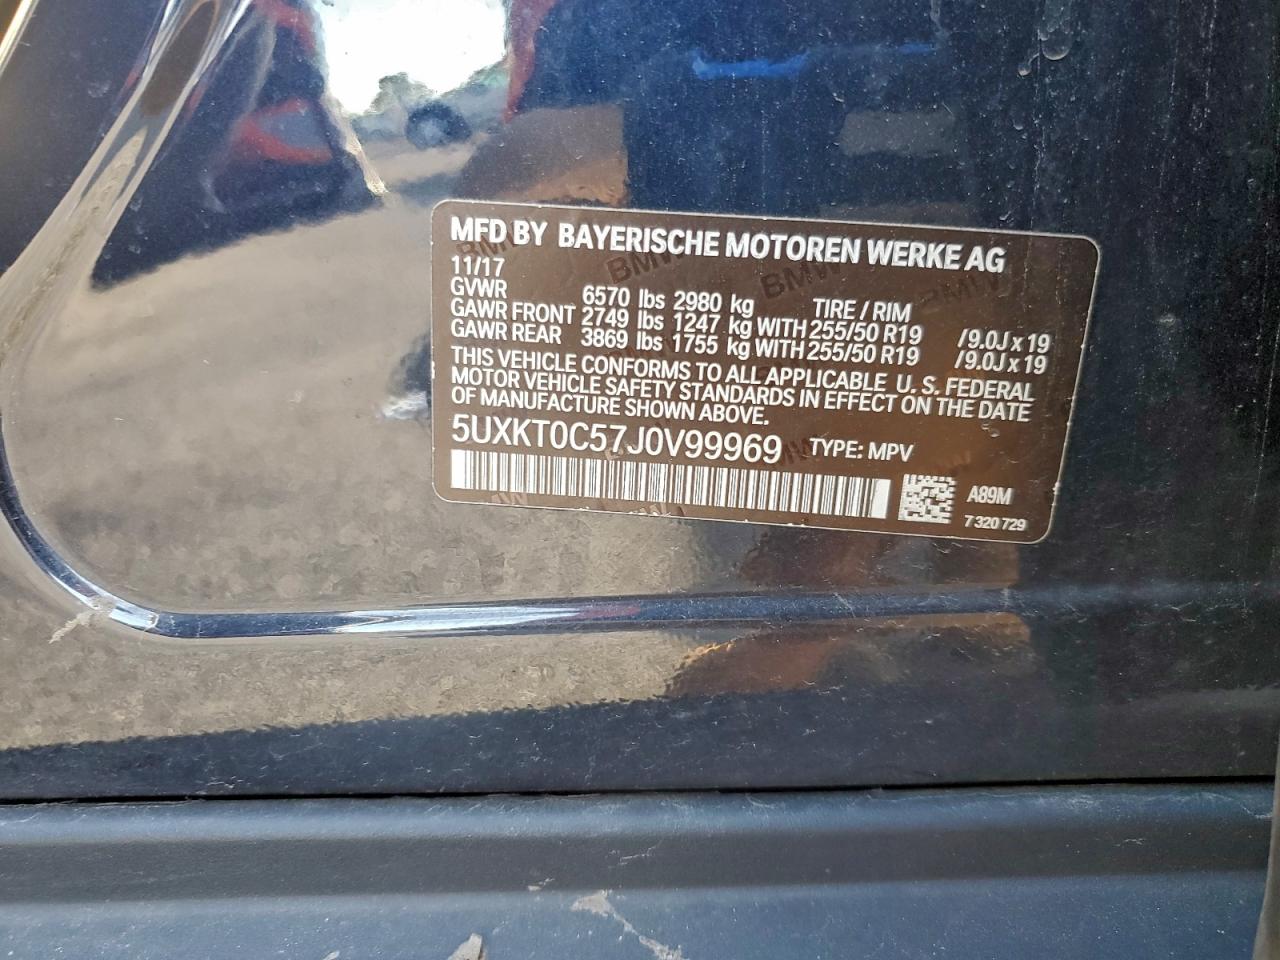 MFD BY BAYERISCHE MOTOREN WERKE AG
11/17
GVWR 6570 lbs 2980 kg TIRE / RIM
GAWR FRONT 2749 lbs 1247 kg WITH 255/50 R19 /9.0J x 19
GAWR REAR 3869 lbs 1755 kg WITH 255/50 R19 /9.0J x 19
THIS VEHICLE CONFORMS TO ALL APPLICABLE U. S. FEDERAL
MOTOR VEHICLE SAFETY STANDARDS IN EFFECT ON THE DATE
OF MANUFACTURE SHOWN ABOVE.
5UXKT0C57J0V99969 TYPE: MPV
A89M
7 320 729